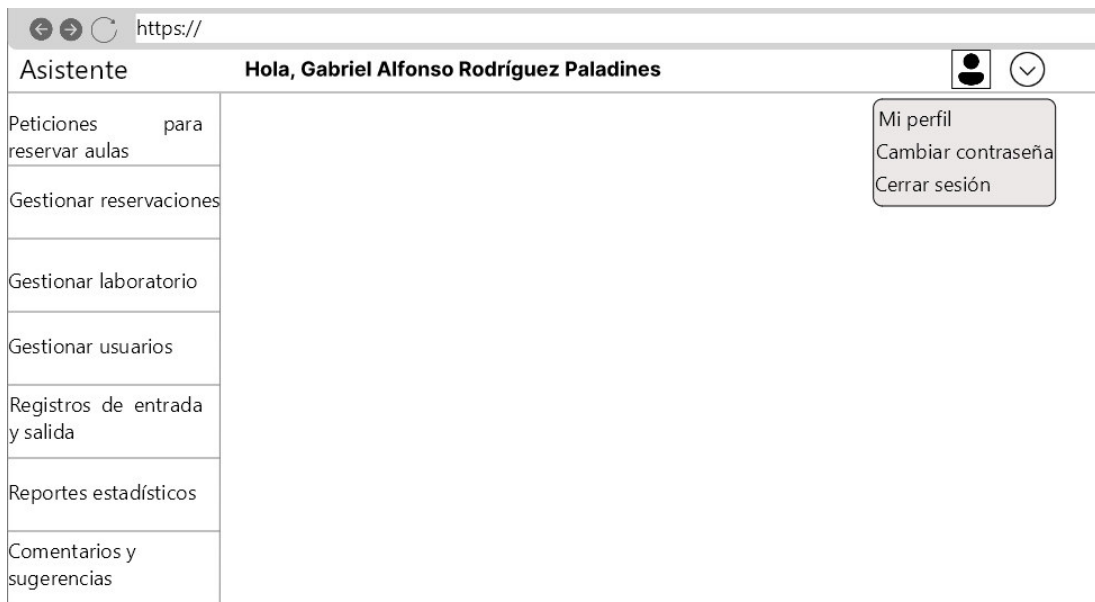 https://
Asistente
Hola, Gabriel Alfonso Rodríguez Paladines
Mi perfil
Cambiar contraseña
Cerrar sesión
Peticiones para
reservar aulas
Gestionar reservaciones
Gestionar laboratorio
Gestionar usuarios
Registros de entrada
y salida
Reportes estadísticos
Comentarios y
sugerencias